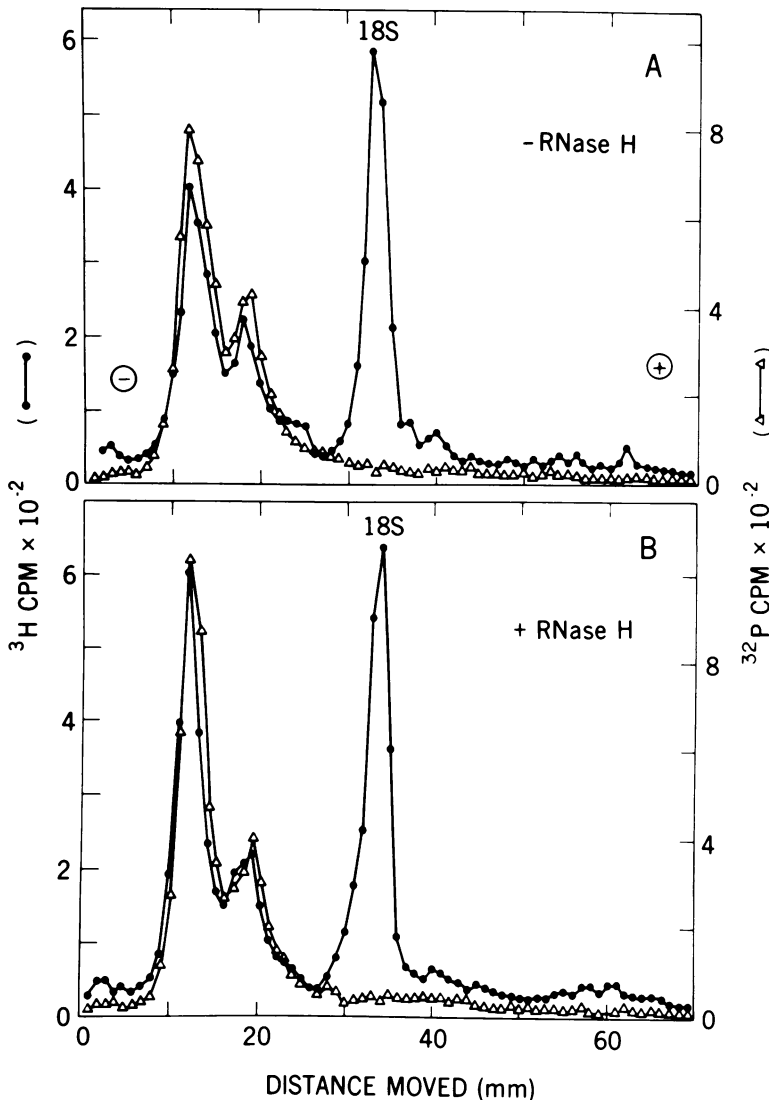 18S
A
- RNase H
6
4
2
0
8
4
0
−
+
18S
B
+ RNase H
6
4
2
0
8
4
0
0
20
40
60
³H CPM × 10⁻²
( )
³²P CPM × 10⁻²
( )
DISTANCE MOVED (mm)